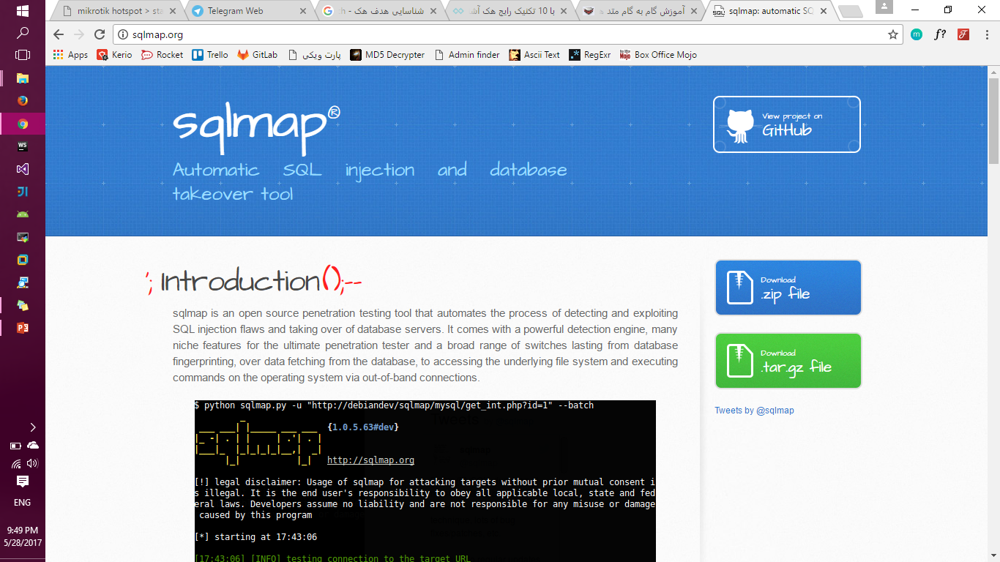 mikrotik hotspot > sta
Telegram Web
شناسایی هدف هک - h
با 10 تکنیک رایج هک آش
آموزش گام به گام متد
sqlmap: automatic SQ
sqlmap.org
Apps
Kerio
Rocket
Trello
GitLab
پارت ویکی
MD5 Decrypter
Admin finder
Ascii Text
RegExr
Box Office Mojo
sqlmap®
Automatic SQL injection and database
takeover tool
View project on
GitHub
'; Introduction();--
sqlmap is an open source penetration testing tool that automates the process of detecting and exploiting
SQL injection flaws and taking over of database servers. It comes with a powerful detection engine, many
niche features for the ultimate penetration tester and a broad range of switches lasting from database
fingerprinting, over data fetching from the database, to accessing the underlying file system and executing
commands on the operating system via out-of-band connections.
Download
.zip file
Download
.tar.gz file
Tweets by @sqlmap
$ python sqlmap.py -u "http://debiandev/sqlmap/mysql/get_int.php?id=1" --batch
{1.0.5.63#dev}
http://sqlmap.org
[!] legal disclaimer: Usage of sqlmap for attacking targets without prior mutual consent i
s illegal. It is the end user's responsibility to obey all applicable local, state and fed
eral laws. Developers assume no liability and are not responsible for any misuse or damage
caused by this program
[*] starting at 17:43:06
[17:43:06] [INFO] testing connection to the target URL
WS
ENG
9:49 PM
5/28/2017